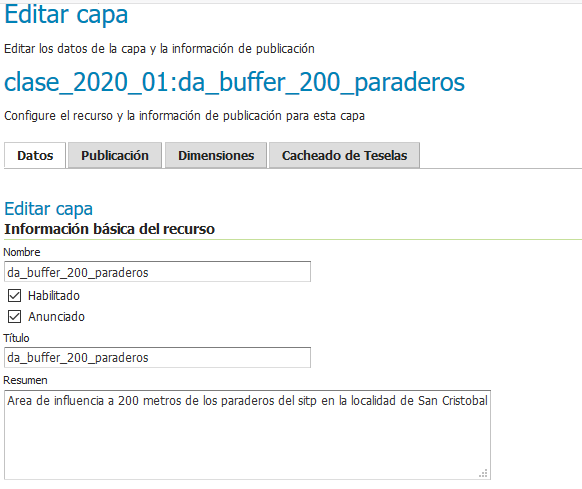 Editar capa
Editar los datos de la capa y la información de publicación
clase_2020_01:da_buffer_200_paraderos
Configure el recurso y la información de publicación para esta capa
Datos Publicación Dimensiones Cacheado de Teselas
Editar capa
Información básica del recurso
Nombre
da_buffer_200_paraderos
Habilitado
Anunciado
Título
da_buffer_200_paraderos
Resumen
Area de influencia a 200 metros de los paraderos del sitp en la localidad de San Cristobal